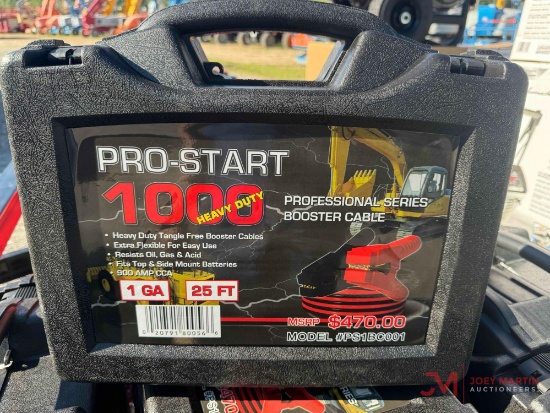 PRO-START
1000
HEAVY DUTY
PROFESSIONAL SERIES
BOOSTER CABLE
• Heavy Duty Tangle Free Booster Cables
• Extra Flexible For Easy Use
• Resists Oil, Gas & Acid
• Fits Top & Side Mount Batteries
• 900 AMP CCA
1 GA
25 FT
MSRP $470.00
MODEL #PS1BC001
JM
JOEY MARTIN
AUCTIONEERS